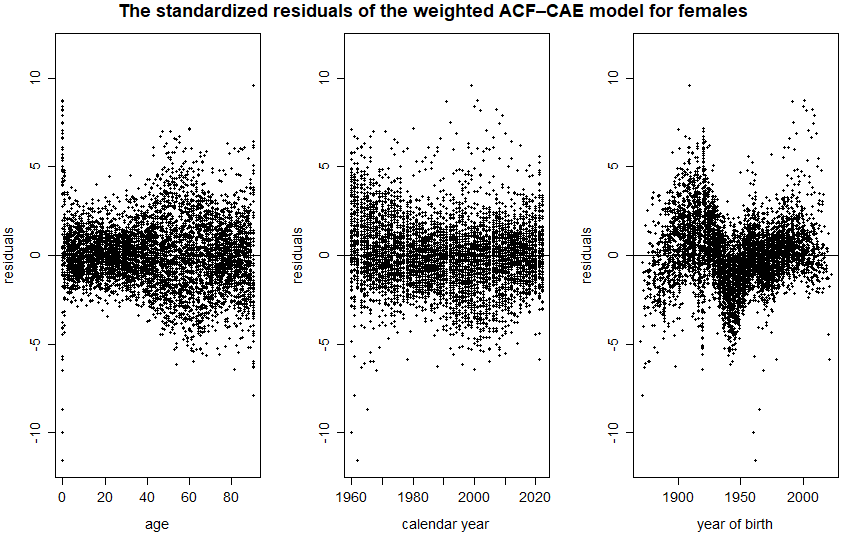 The standardized residuals of the weighted ACF–CAE model for females
residuals
10
5
0
-5
-10
0 20 40 60 80
age
residuals
10
5
0
-5
-10
1960 1980 2000 2020
calendar year
residuals
10
5
0
-5
-10
1900 1950 2000
year of birth